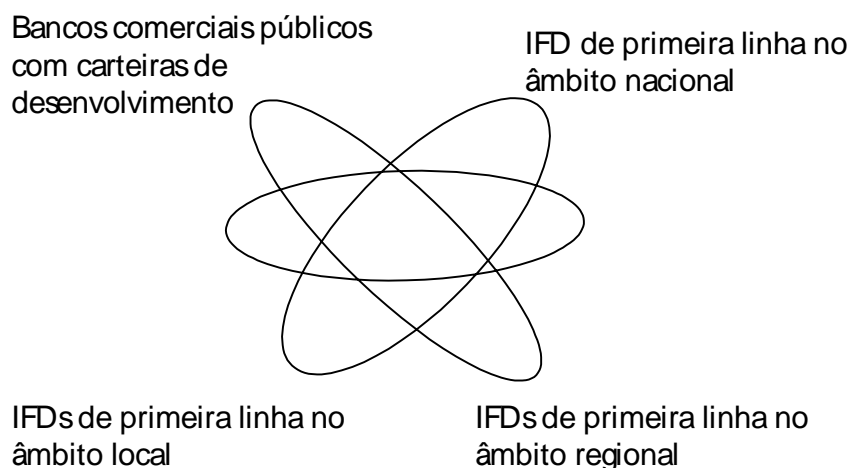 Bancos comerciais públicos
com carteiras de
desenvolvimento
IFD de primeira linha no
âmbito nacional
IFDs de primeira linha no
âmbito local
IFDs de primeira linha no
âmbito regional